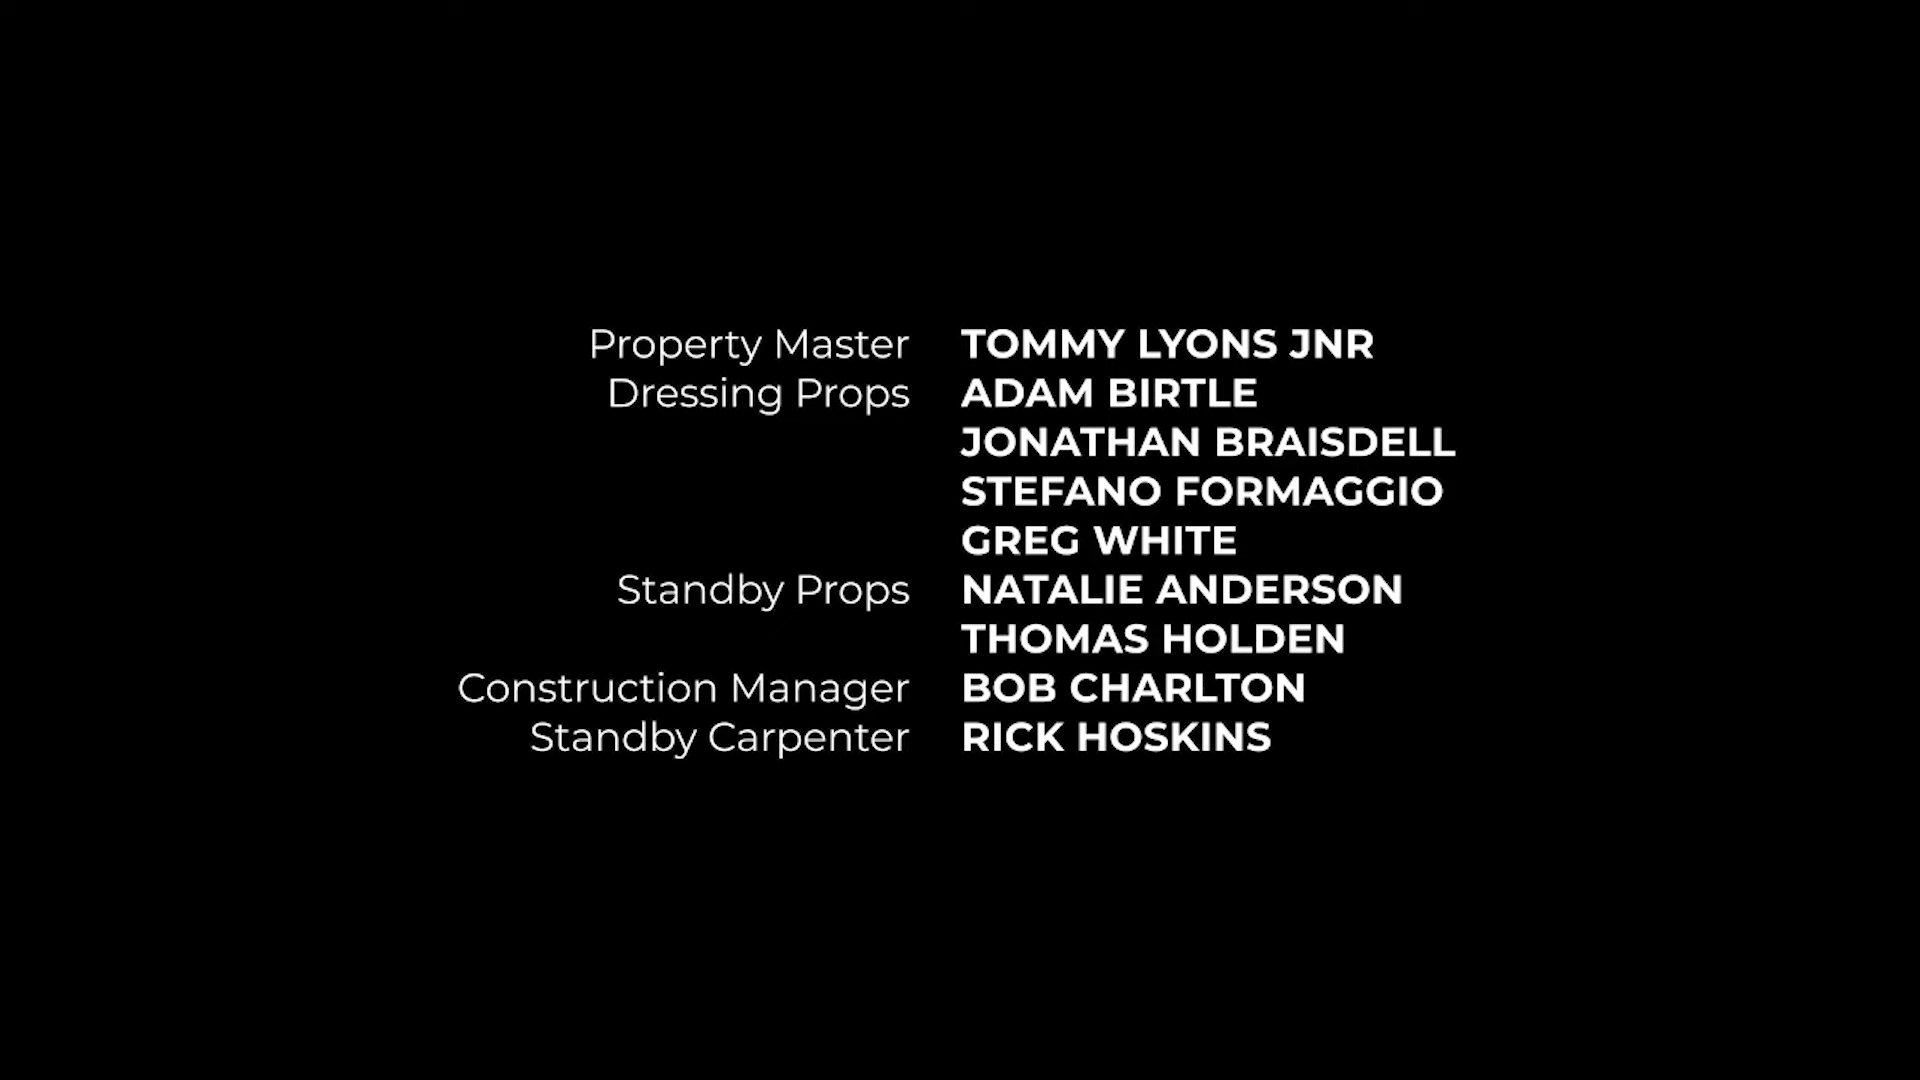 Property Master TOMMY LYONS JNR
Dressing Props ADAM BIRTLE
JONATHAN BRAISDELL
STEFANO FORMAGGIO
GREG WHITE
Standby Props NATALIE ANDERSON
THOMAS HOLDEN
Construction Manager BOB CHARLTON
Standby Carpenter RICK HOSKINS